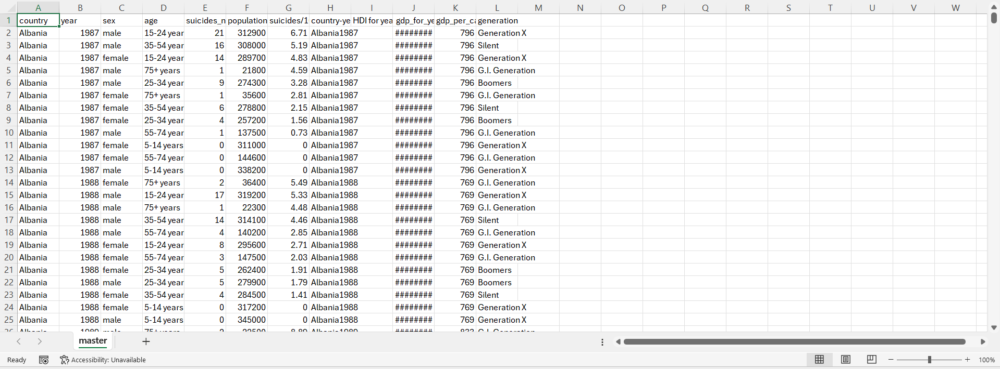 A B C D E F G H I J K L M N O P Q R S T U V W
1 country year sex age suicides_n population suicides/1 country-ye HDI for yea gdp_for_ye gdp_per_ca generation
2 Albania 1987 male 15-24 year 21 312900 6.71 Albania1987 ######## 796 Generation X
3 Albania 1987 male 35-54 year 16 308000 5.19 Albania1987 ######## 796 Silent
4 Albania 1987 female 15-24 year 14 289700 4.83 Albania1987 ######## 796 Generation X
5 Albania 1987 male 75+ years 1 21800 4.59 Albania1987 ######## 796 G.I. Generation
6 Albania 1987 male 25-34 year 9 274300 3.28 Albania1987 ######## 796 Boomers
7 Albania 1987 female 75+ years 1 35600 2.81 Albania1987 ######## 796 G.I. Generation
8 Albania 1987 female 35-54 year 6 278800 2.15 Albania1987 ######## 796 Silent
9 Albania 1987 female 25-34 year 4 257200 1.56 Albania1987 ######## 796 Boomers
10 Albania 1987 male 55-74 year 1 137500 0.73 Albania1987 ######## 796 G.I. Generation
11 Albania 1987 female 5-14 years 0 311000 0 Albania1987 ######## 796 Generation X
12 Albania 1987 female 55-74 year 0 144600 0 Albania1987 ######## 796 G.I. Generation
13 Albania 1987 male 5-14 years 0 338200 0 Albania1987 ######## 796 Generation X
14 Albania 1988 female 75+ years 2 36400 5.49 Albania1988 ######## 769 G.I. Generation
15 Albania 1988 male 15-24 year 17 319200 5.33 Albania1988 ######## 769 Generation X
16 Albania 1988 male 75+ years 1 22300 4.48 Albania1988 ######## 769 G.I. Generation
17 Albania 1988 male 35-54 year 14 314100 4.46 Albania1988 ######## 769 Silent
18 Albania 1988 male 55-74 year 4 140200 2.85 Albania1988 ######## 769 G.I. Generation
19 Albania 1988 female 15-24 year 8 295600 2.71 Albania1988 ######## 769 Generation X
20 Albania 1988 female 55-74 year 3 147500 2.03 Albania1988 ######## 769 G.I. Generation
21 Albania 1988 female 25-34 year 5 262400 1.91 Albania1988 ######## 769 Boomers
22 Albania 1988 male 25-34 year 5 279900 1.79 Albania1988 ######## 769 Boomers
23 Albania 1988 female 35-54 year 4 284500 1.41 Albania1988 ######## 769 Silent
24 Albania 1988 female 5-14 years 0 317200 0 Albania1988 ######## 769 Generation X
25 Albania 1988 male 5-14 years 0 345000 0 Albania1988 ######## 769 Generation X
master
Ready Accessibility: Unavailable 100%